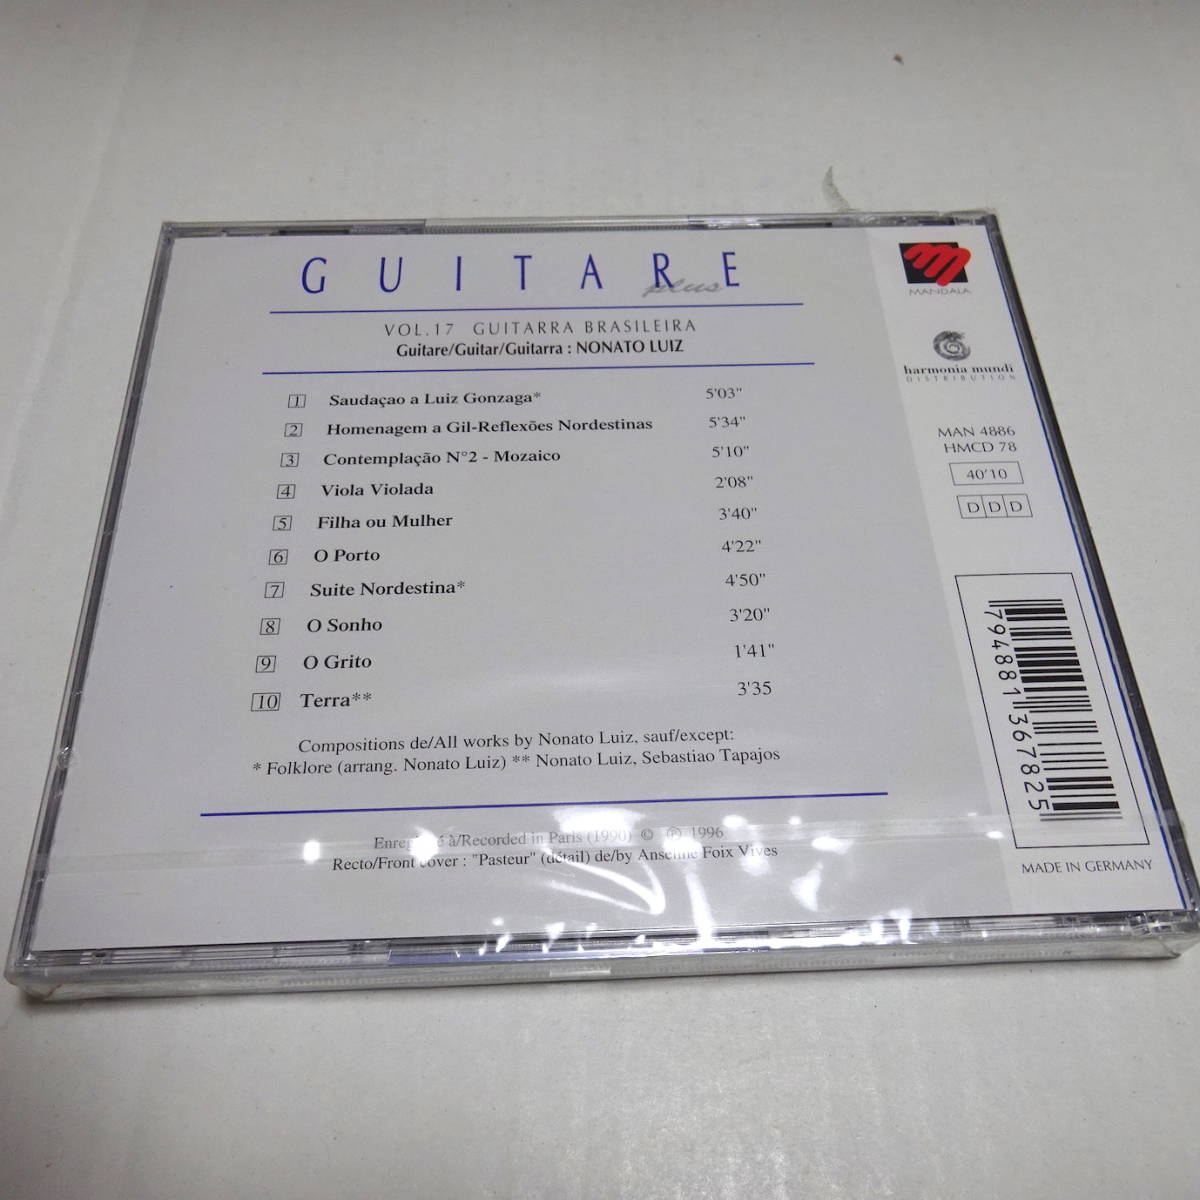 GUITARE
plus
VOL.17 GUITARRA BRASILEIRA
Guitare/Guitar/Guitarra : NONATO LUIZ
1 Saudaçao a Luiz Gonzaga* 5'03"
2 Homenagem a Gil-Reflexões Nordestinas 5'34"
3 Contemplação N°2 - Mozaico 5'10"
4 Viola Violada 2'08"
5 Filha ou Mulher 3'40"
6 O Porto 4'22"
7 Suite Nordestina* 4'50"
8 O Sonho 3'20"
9 O Grito 1'41"
10 Terra** 3'35
Compositions de/All works by Nonato Luiz, sauf/except:
* Folklore (arrang. Nonato Luiz) ** Nonato Luiz, Sebastiao Tapajos
Enregistré à/Recorded in Paris (1990) © ℗ 1996
Recto/Front cover : "Pasteur" (détail) de/by Anselme Foix Vives
MANDALA
harmonia mundi
DISTRIBUTION
MAN 4886
HMCD 78
40'10
DDD
794881367825
MADE IN GERMANY